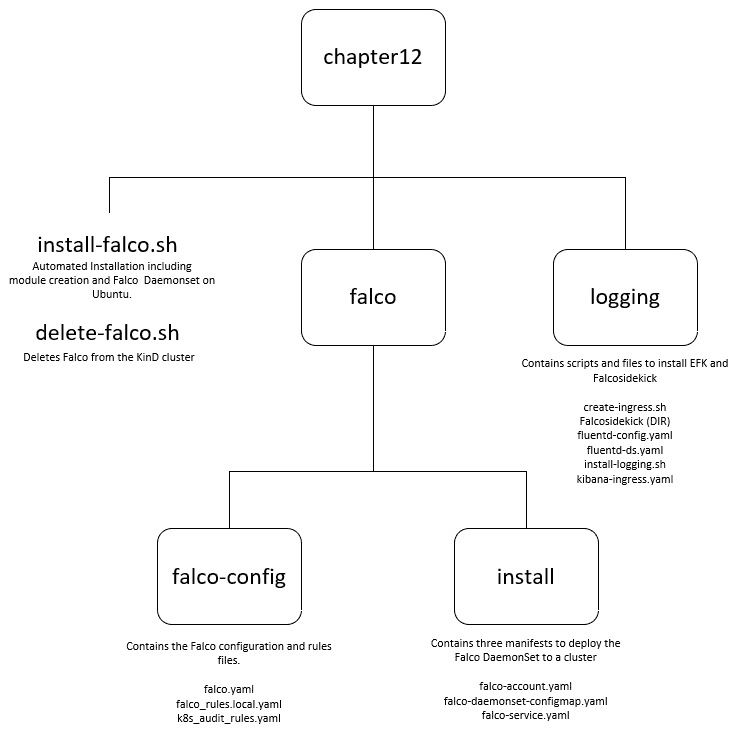 chapter12
install-falco.sh
Automated Installation including
module creation and Falco Daemonset on
Ubuntu.
delete-falco.sh
Deletes Falco from the KinD cluster
falco
logging
Contains scripts and files to install EFK and
Falcosidekick
create-ingress.sh
Falcosidekick (DIR)
fluentd-config.yaml
fluentd-ds.yaml
install-logging.sh
kibana-ingress.yaml
falco-config
Contains the Falco configuration and rules
files.
falco.yaml
falco_rules.local.yaml
k8s_audit_rules.yaml
install
Contains three manifests to deploy the
Falco DaemonSet to a cluster
falco-account.yaml
falco-daemonset-configmap.yaml
falco-service.yaml